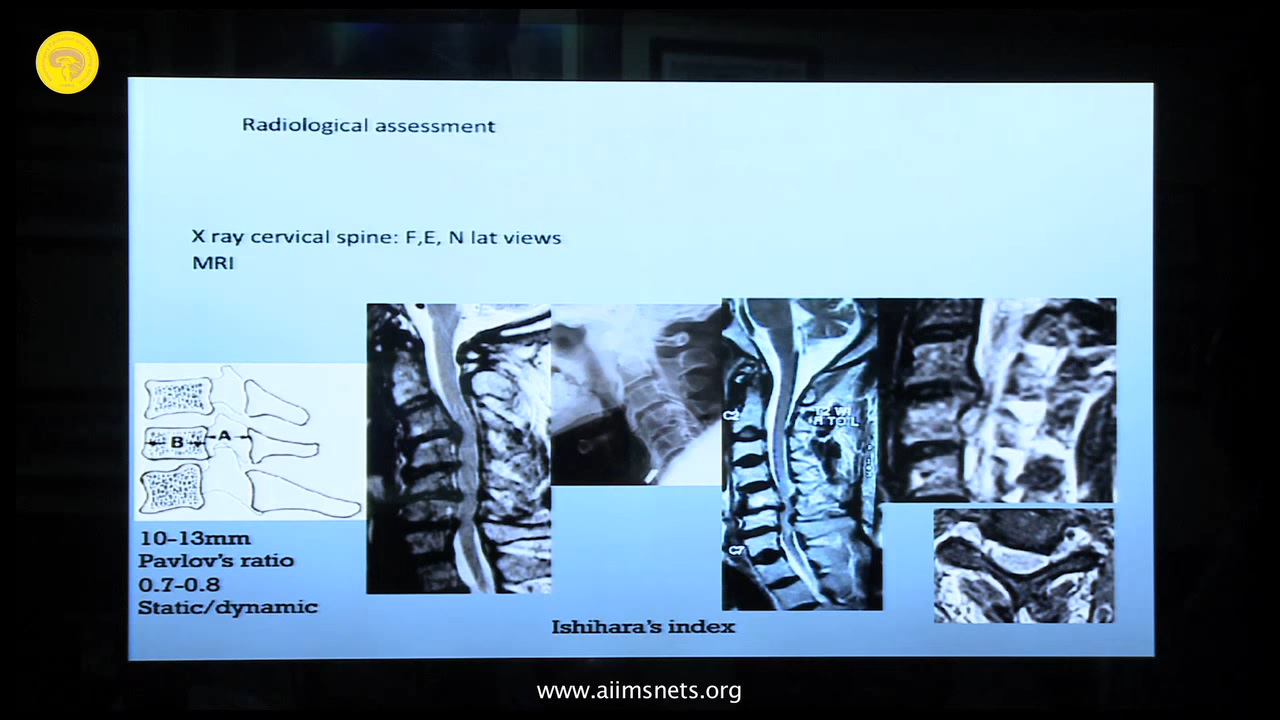 Radiological assessment
X ray cervical spine: F,E, N lat views
MRI
B
A
C2
T2 WI
H TO L
C7
10-13mm
Pavlov's ratio
0.7-0.8
Static/dynamic
Ishihara's index
www.aiimsnets.org